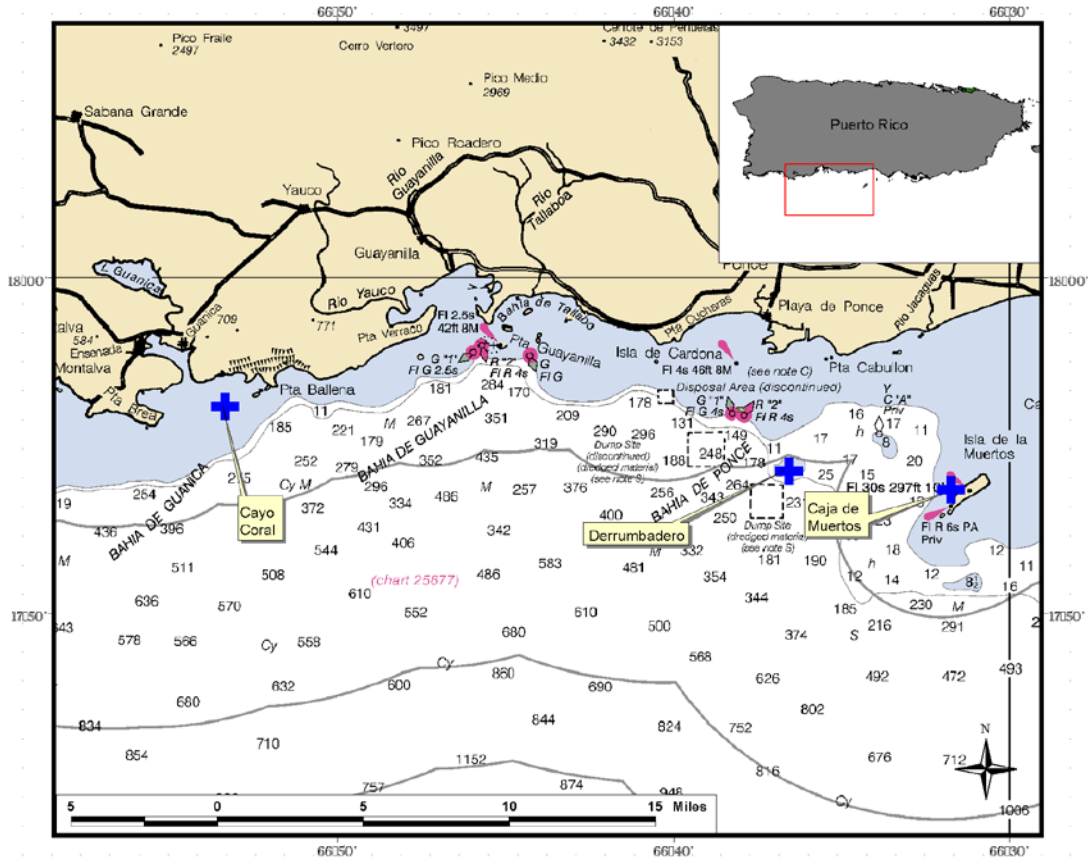 66°50' 66°40' 66°30'
Pico Fraile
2497
3497
Cerro Vertero
3432 3153
Pico Medio
2969
Sabana Grande
Pico Roadero
Puerto Rico
Rio
Guayanilla
Yauco
Rio
Tallaboa
Guayanilla
Ponce
18°00' 18°00'
L. Guanica
Rio Yauco
Bahia de Tallabo
Pta Cucharas
Playa de Ponce
Rio Jacaguas
Guanica
709
771
Pta Verraco
Fl 2.5s
42ft 8M
584
Ensenada
Montalva
Pta Guayanilla
Isla de Cardona
Fl 4s 46ft 8M
(see note C)
Pta Cabullon
G "1"
Fl G 2.5s
R "2"
Fl R 4s
G
Fl G
Pta Ballena
Pta Brea
Disposal Area (discontinued)
G "1"
Fl G 4s
R "2"
Fl R 4s
Y
C "A"
Priv
181 284 170
11 267 M 351 209 178 131 16 17 11
185 221 179 290 296 149 11 17 h 8
Isla de la
Muertos
BAHIA DE GUAYANILLA
319
Dump Site
(discontinued)
(dredged material)
(see note S)
248
188 178 17 20
252 279 352 435
BAHIA DE GUANICA
BAHIA DE PONCE
264 Cy M 296 486 M 257 376 256 343 264 25 15
Fl 30s 297ft
19 372 334 400 250
Cayo
Coral
Derrumbadero
Caja de
Muertos
Fl R 6s PA
Priv
436 396 431 342
Dump Site
(dredged material)
(see note S)
M 544 406 M 332 18 12
511 508 486 583 481 354 181 190 h 12 11
(chart 25677)
12 14 8½ 16
636 570 610 552 610 344 185 230 M
578 566 Cy 558 680 500 374 S 216 291
Cy 860 568 493
680 632 600 690 626 492 472
834 844 824 752 802
854 710 676 712
1152 816
N
757 874
Cy 1006
5 0 5 10 15 Miles
17°50' 17°50'
66°50' 66°40' 66°30'